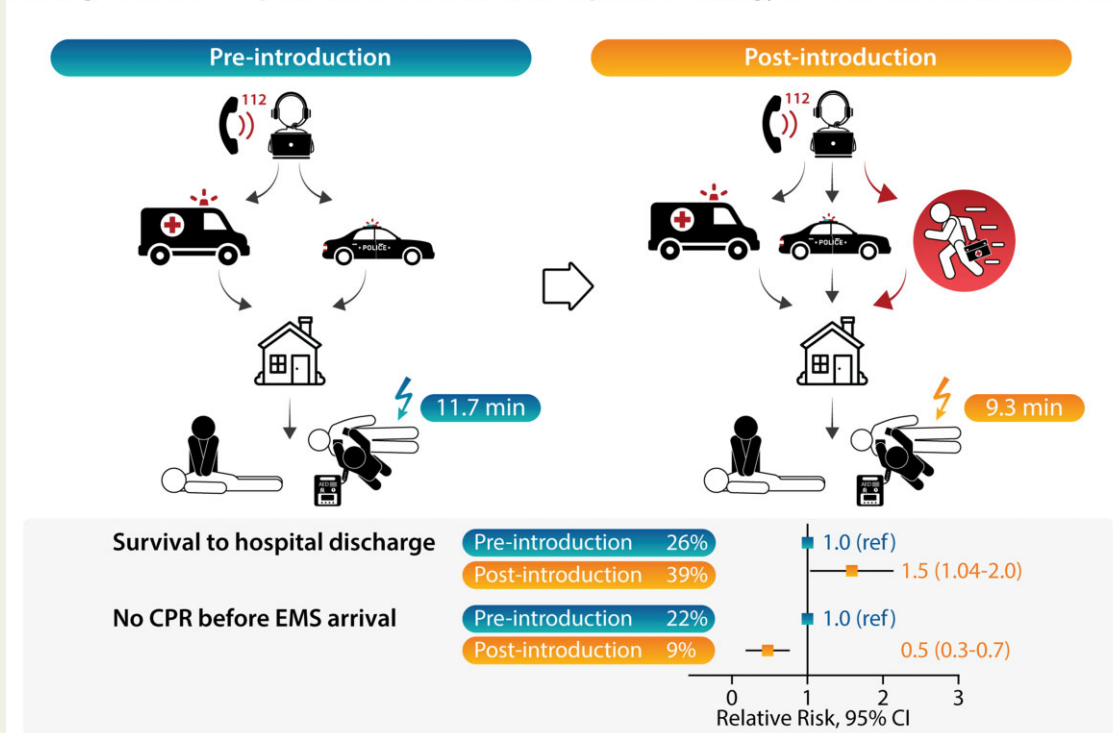 Pre-introduction
Post-introduction
112
112
POLICE
POLICE
11.7 min
9.3 min
AED
AED
Survival to hospital discharge
Pre-introduction 26%
1.0 (ref)
Post-introduction 39%
1.5 (1.04-2.0)
No CPR before EMS arrival
Pre-introduction 22%
1.0 (ref)
Post-introduction 9%
0.5 (0.3-0.7)
0 1 2 3
Relative Risk, 95% CI